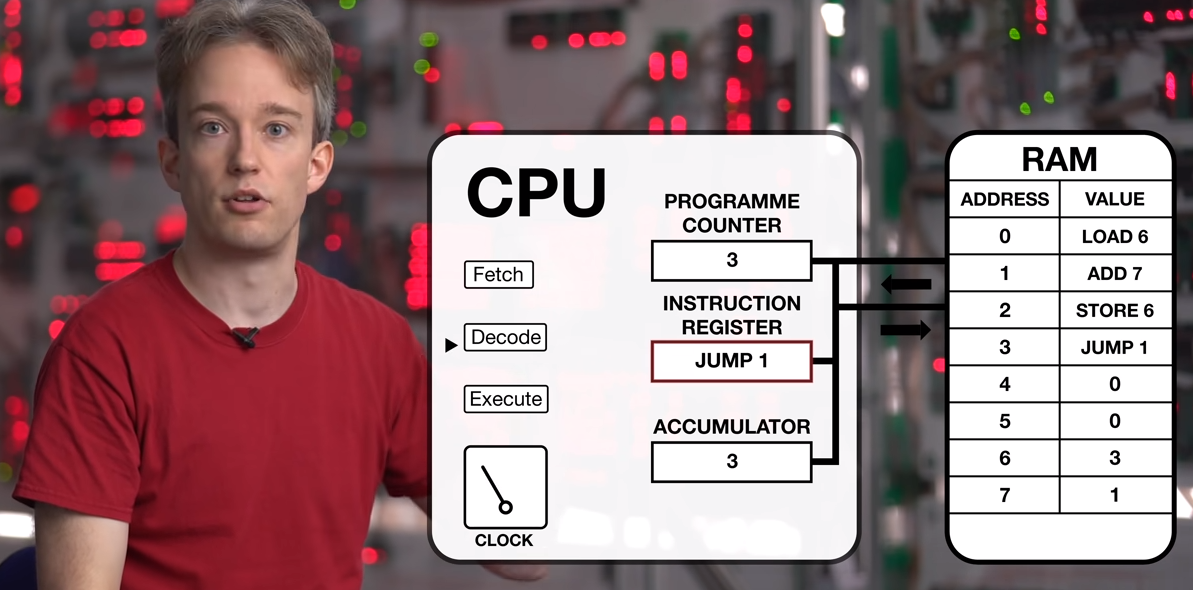 CPU
Fetch
Decode
Execute
CLOCK
PROGRAMME
COUNTER
3
INSTRUCTION
REGISTER
JUMP 1
ACCUMULATOR
3
RAM
ADDRESS VALUE
0 LOAD 6
1 ADD 7
2 STORE 6
3 JUMP 1
4 0
5 0
6 3
7 1